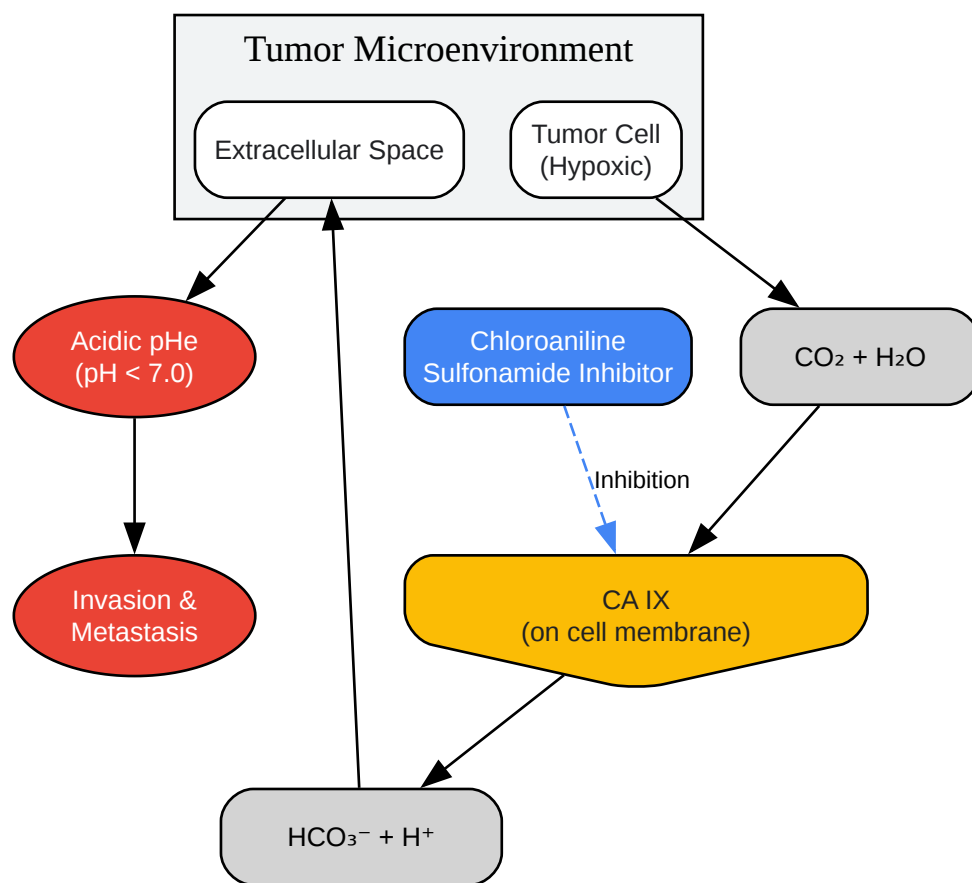 Tumor Microenvironment
Extracellular Space
Tumor Cell
(Hypoxic)
Acidic pHe
(pH < 7.0)
Chloroaniline
Sulfonamide Inhibitor
CO₂ + H₂O
Inhibition
Invasion &
Metastasis
CA IX
(on cell membrane)
HCO₃⁻ + H⁺